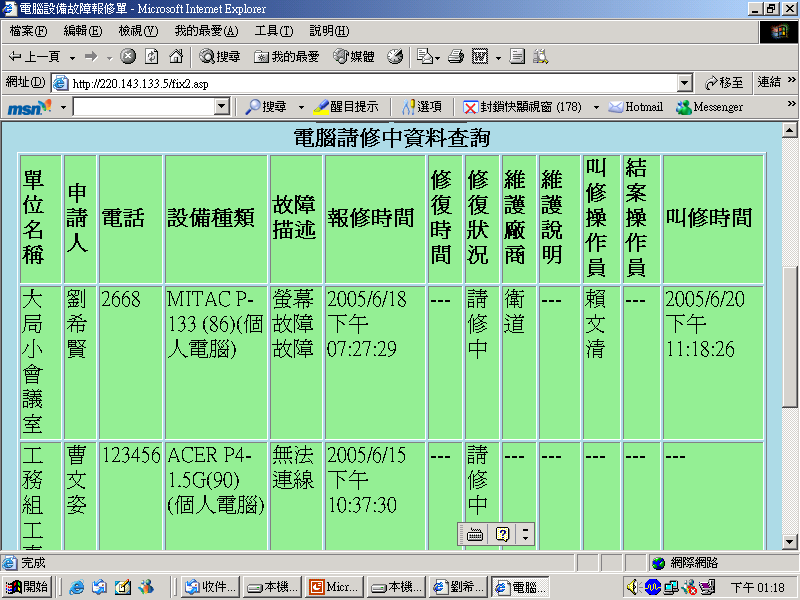 電腦設備故障報修單 - Microsoft Internet Explorer
檔案(F) 編輯(E) 檢視(V) 我的最愛(A) 工具(T) 說明(H)
上一頁 搜尋 我的最愛 媒體
網址(D) http://220.143.133.5/fix2.asp 移至 連結 »
msn 搜尋 醒目提示 選項 封鎖快顯視窗 (178) Hotmail Messenger »
電腦請修中資料查詢
單位名稱 申請人 電話 設備種類 故障描述 報修時間 修復時間 修復狀況 維護廠商 維護說明 叫修操作員 結案操作員 叫修時間
大局小會議室 劉希賢 2668 MITAC P-133 (86)(個人電腦) 螢幕故障故障 2005/6/18 下午 07:27:29 --- 請修中 衛道 --- 賴文清 --- 2005/6/20 下午 11:18:26
工務組工 曹文姿 123456 ACER P4-1.5G(90)(個人電腦) 無法連線 2005/6/15 下午 10:37:30 --- 請修中 --- --- --- --- ---
完成 網際網路
開始 收件... 本機... Micr... 本機... 劉希... 電腦... 下午 01:18